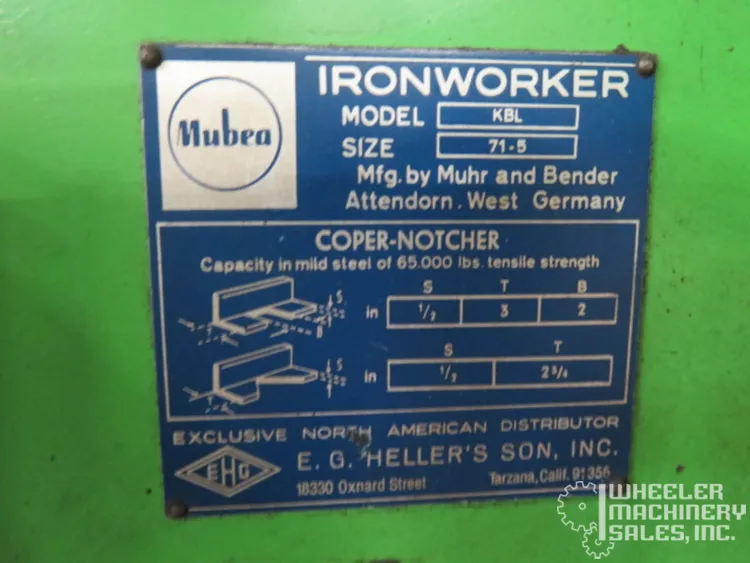 Mubea
IRONWORKER
MODEL KBL
SIZE 71-5
Mfg. by Muhr and Bender
Attendorn. West Germany
COPER-NOTCHER
Capacity in mild steel of 65.000 lbs. tensile strength
S T B
S
B
in 1/2 3 2
S T
S
in 1/2 2 3/4
EXCLUSIVE NORTH AMERICAN DISTRIBUTOR
EHG
E. G. HELLER'S SON, INC.
18330 Oxnard Street Tarzana, Calif. 91356
WHEELER
MACHINERY
SALES, INC.